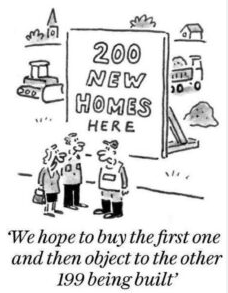 200
NEW
HOMES
HERE
‘We hope to buy the first one
and then object to the other
199 being built’